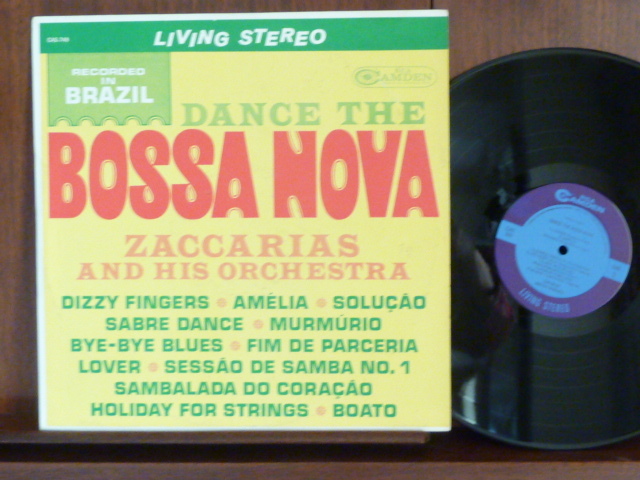 LIVING STEREO
RECORDED
IN
BRAZIL
CAMDEN
DANCE THE
BOSSA NOVA
ZACCARIAS
AND HIS ORCHESTRA
DIZZY FINGERS • AMÉLIA • SOLUÇÃO
SABRE DANCE • MURMÚRIO
BYE-BYE BLUES • FIM DE PARCERIA
LOVER • SESSÃO DE SAMBA NO. 1
SAMBALADA DO CORAÇÃO
HOLIDAY FOR STRINGS • BOATO
CAMDEN
LIVING STEREO